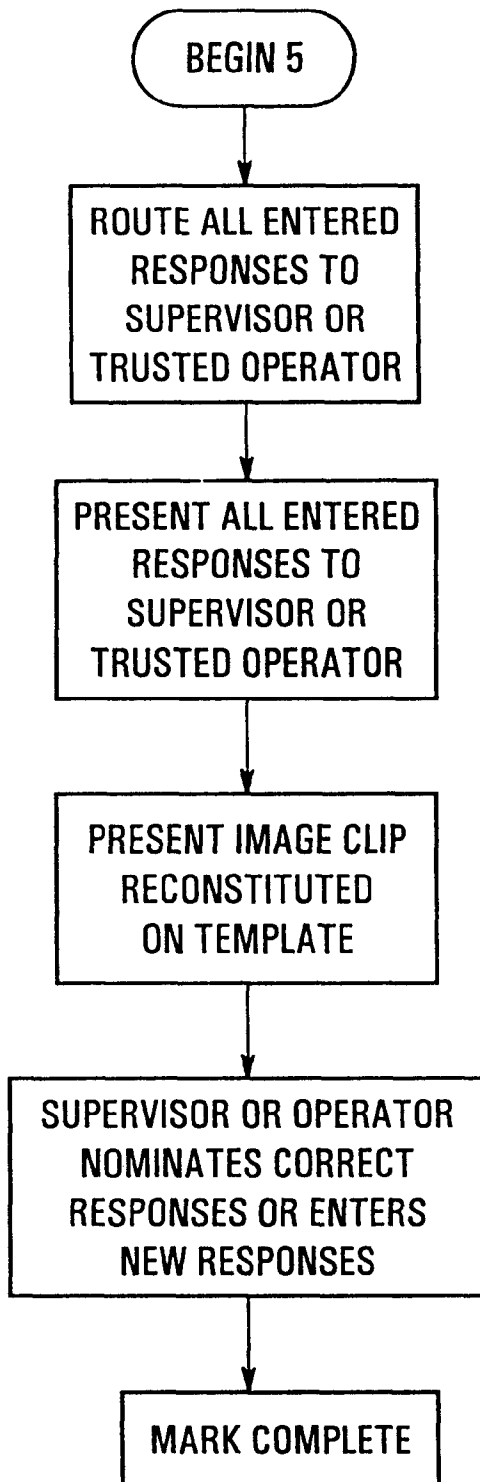 BEGIN 5
ROUTE ALL ENTERED
RESPONSES TO
SUPERVISOR OR
TRUSTED OPERATOR
PRESENT ALL ENTERED
RESPONSES TO
SUPERVISOR OR
TRUSTED OPERATOR
PRESENT IMAGE CLIP
RECONSTITUTED
ON TEMPLATE
SUPERVISOR OR OPERATOR
NOMINATES CORRECT
RESPONSES OR ENTERS
NEW RESPONSES
MARK COMPLETE